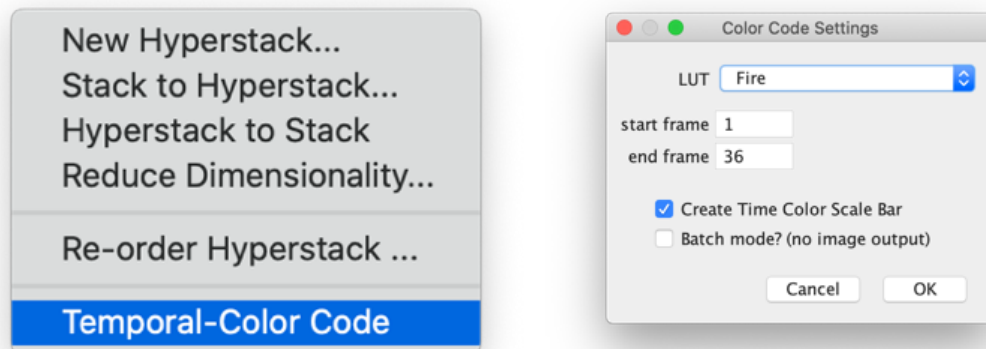 New Hyperstack...
Stack to Hyperstack...
Hyperstack to Stack
Reduce Dimensionality...
Re-order Hyperstack ...
Temporal-Color Code
Color Code Settings
LUT Fire
start frame 1
end frame 36
Create Time Color Scale Bar
Batch mode? (no image output)
Cancel OK